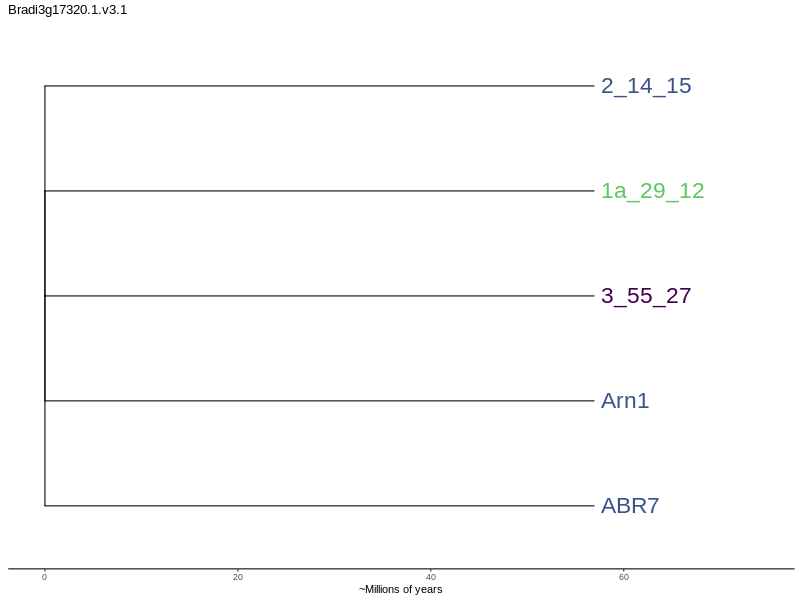 Bradi3g17320.1.v3.1
2_14_15
1a_29_12
3_55_27
Arn1
ABR7
0 20 40 60
~Millions of years